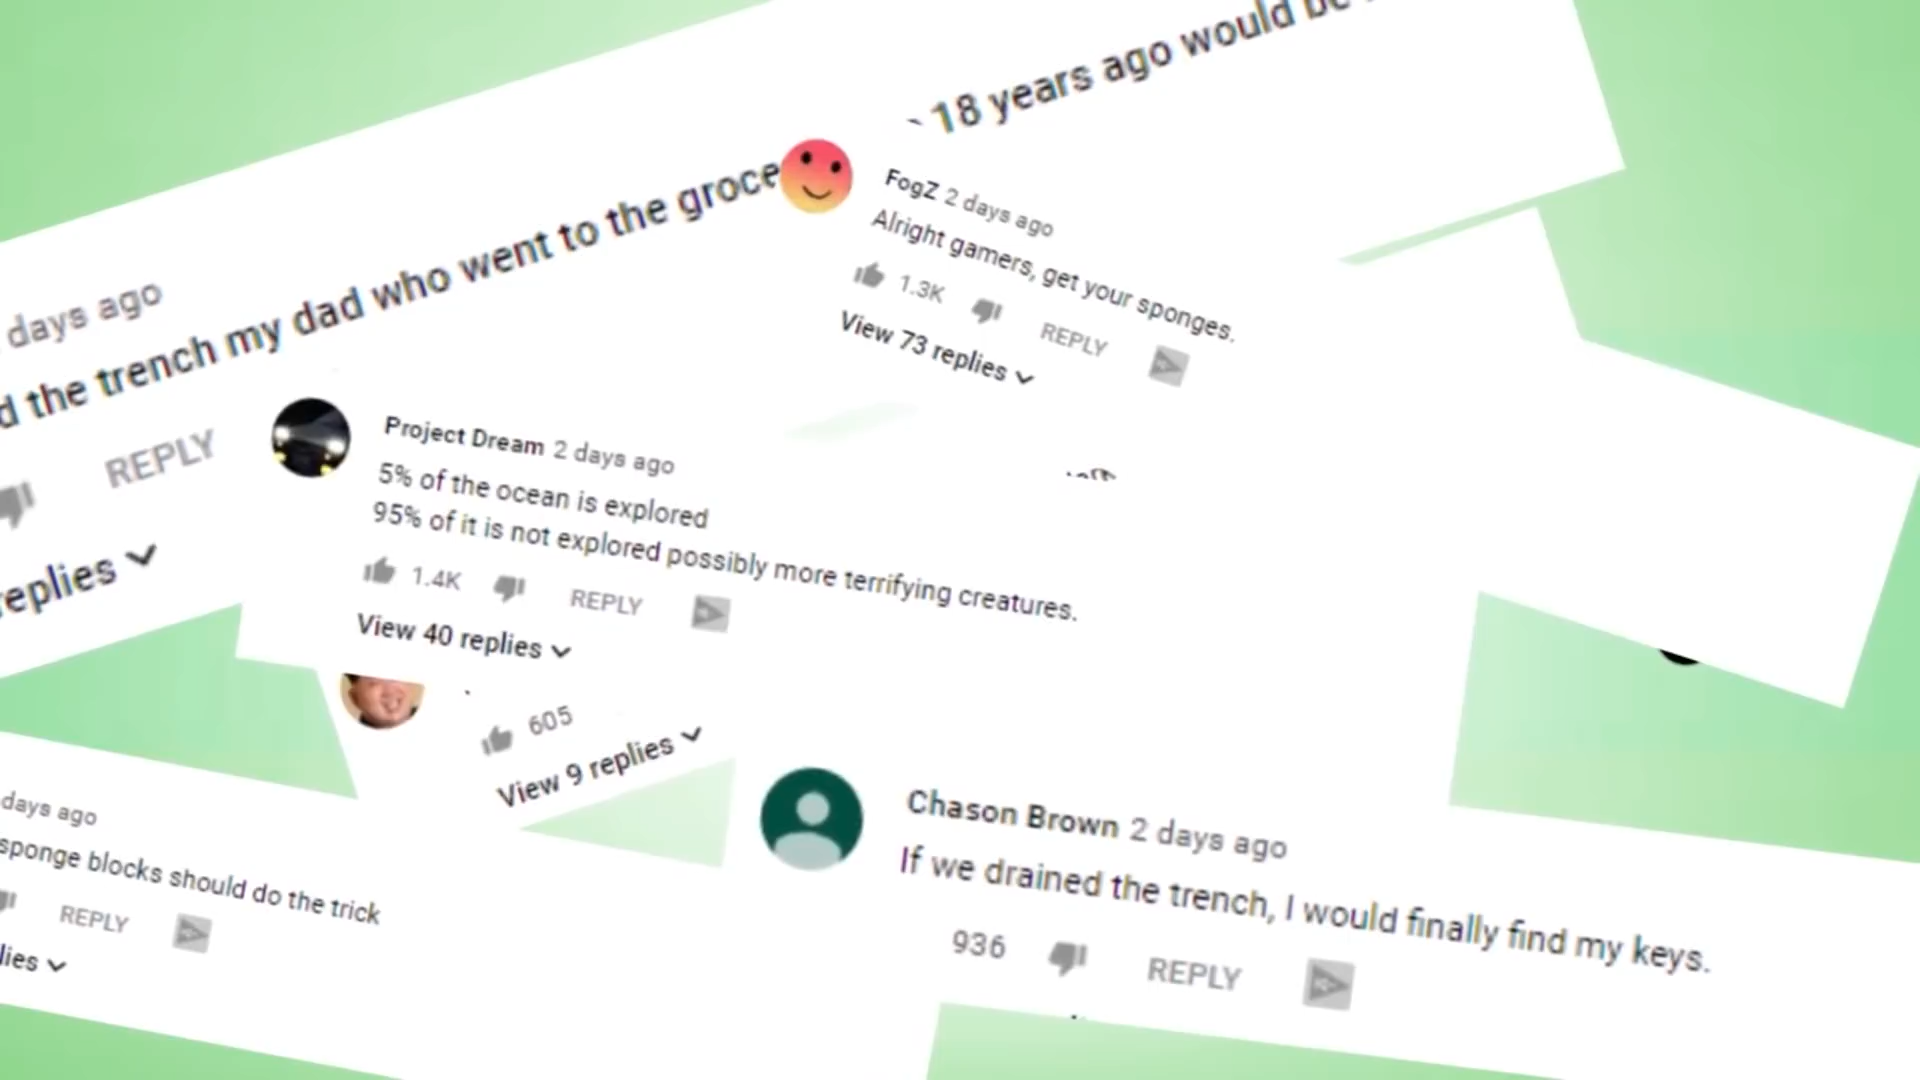 18 years ago would be
days ago
the trench my dad who went to the groce
REPLY
replies
FogZ 2 days ago
Alright gamers, get your sponges.
1.3K REPLY
View 73 replies
Project Dream 2 days ago
5% of the ocean is explored
95% of it is not explored possibly more terrifying creatures.
1.4K REPLY
View 40 replies
605
View 9 replies
days ago
sponge blocks should do the trick
REPLY
lies
Chason Brown 2 days ago
If we drained the trench, I would finally find my keys.
936 REPLY